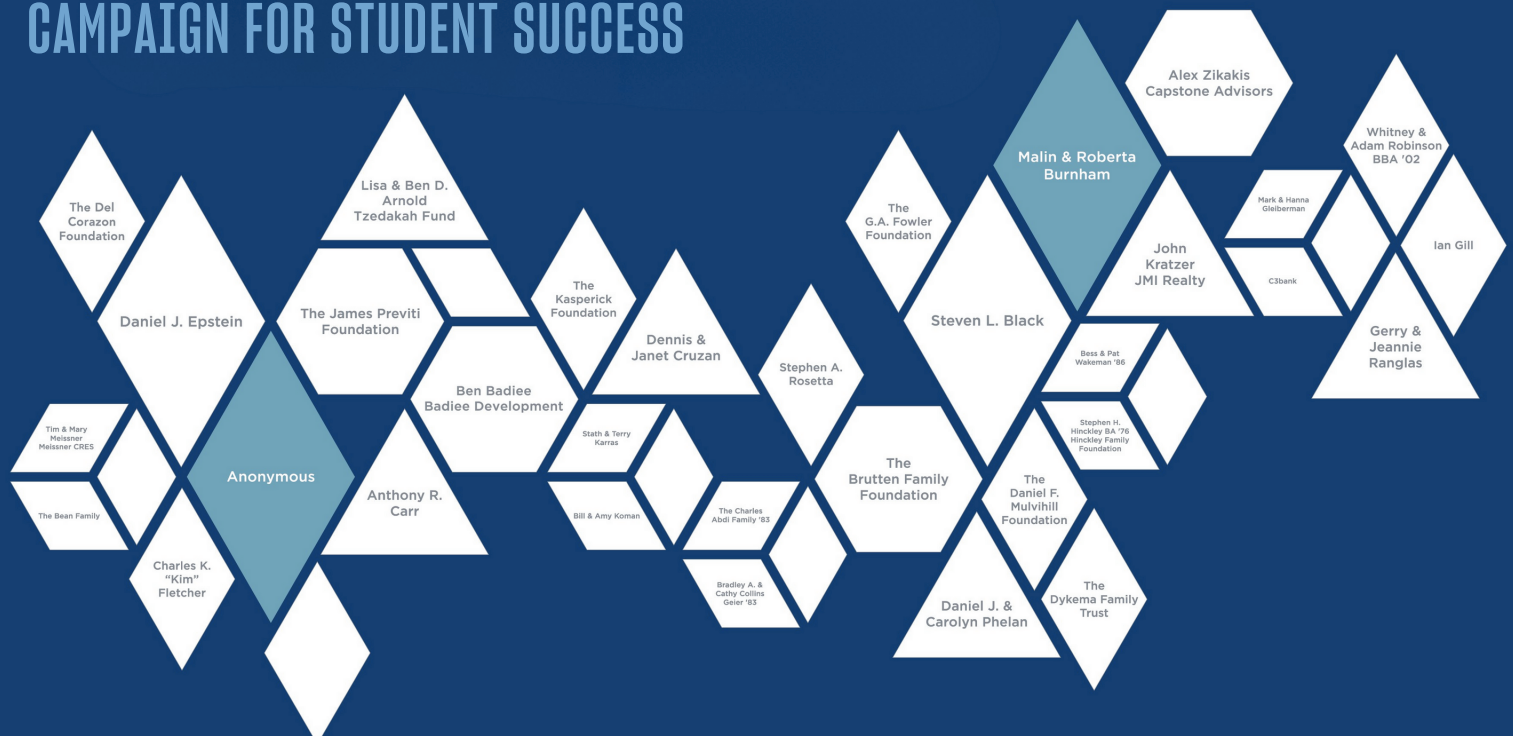 CAMPAIGN FOR STUDENT SUCCESS
The Del
Corazon
Foundation
Daniel J. Epstein
Lisa & Ben D.
Arnold
Tzedakah Fund
The James Previti
Foundation
Ben Badiee
Badiee Development
Anonymous
Tim & Mary
Meissner
Meissner CRES
The Bean Family
Charles K.
"Kim"
Fletcher
Anthony R.
Carr
The
Kasperick
Foundation
Dennis &
Janet Cruzan
Stath & Terry
Karras
Bill & Amy Koman
The Charles
Abdi Family '83
Bradley A. &
Cathy Collins
Geier '83
Stephen A.
Rosetta
The
G.A. Fowler
Foundation
Steven L. Black
The
Brutten Family
Foundation
Malin & Roberta
Burnham
Alex Zikakis
Capstone Advisors
John
Kratzer
JMI Realty
Bess & Pat
Wakeman '86
Stephen H.
Hinckley BA '76
Hinckley Family
Foundation
The
Daniel F.
Mulvihill
Foundation
Daniel J. &
Carolyn Phelan
The
Dykema Family
Trust
Mark & Hanna
Gleiberman
C3bank
Whitney &
Adam Robinson
BBA '02
Ian Gill
Gerry &
Jeannie
Ranglas